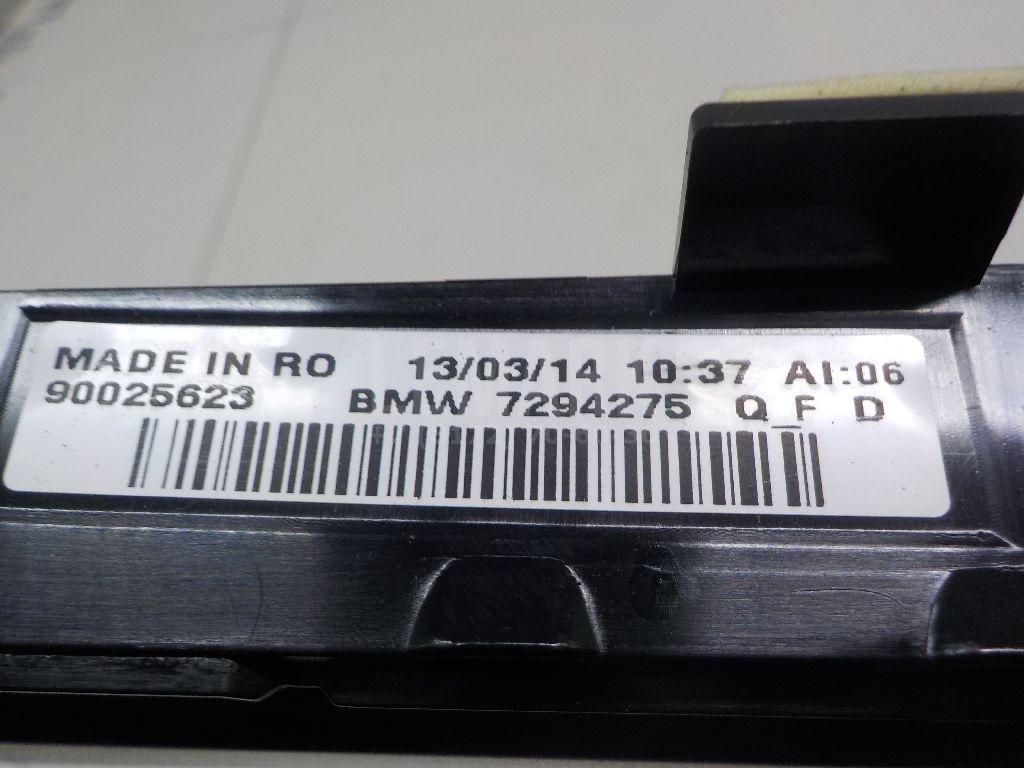 MADE IN RO 13/03/14 10:37 AI:06
90025623 BMW 7294275 Q_F D